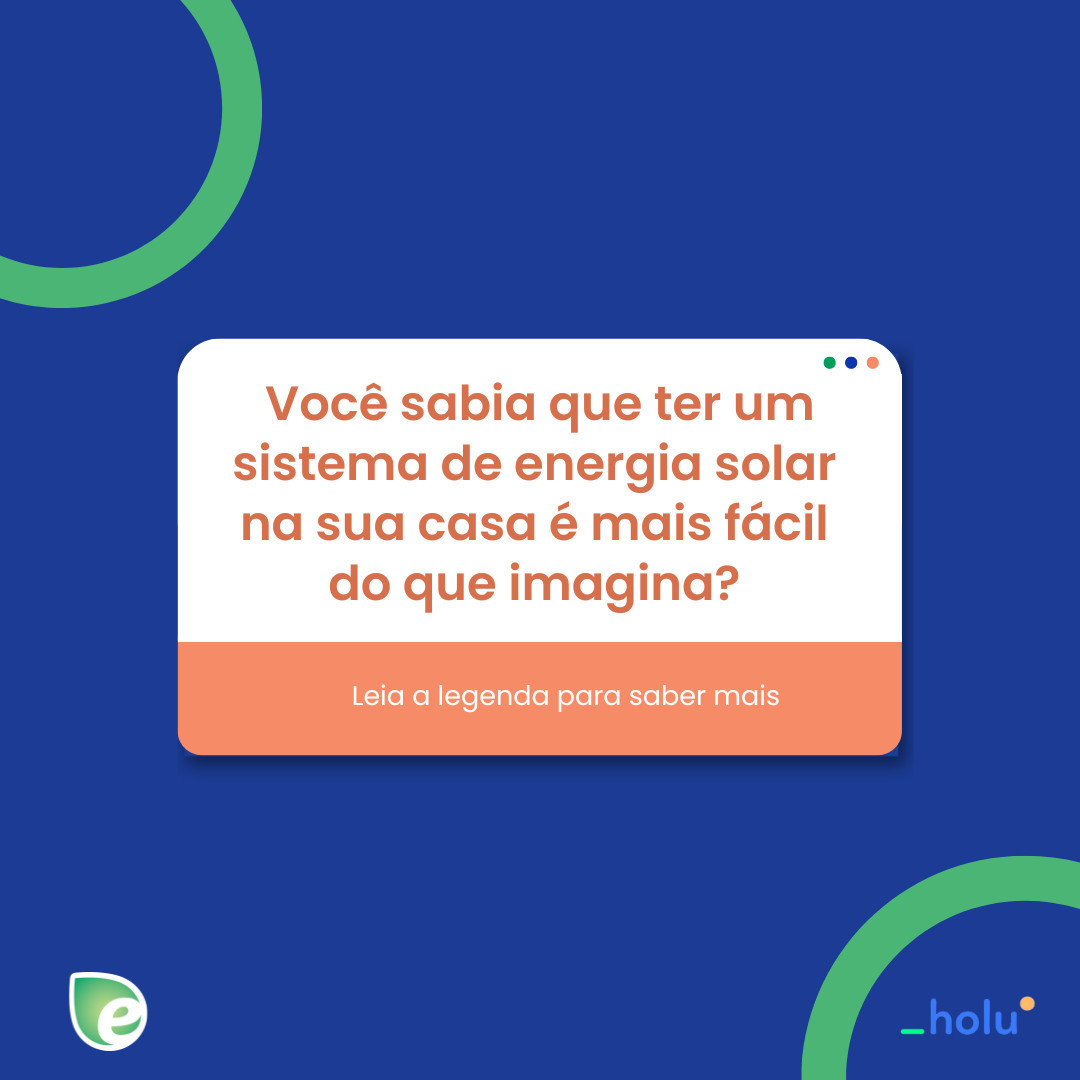 Você sabia que ter um
sistema de energia solar
na sua casa é mais fácil
do que imagina?
Leia a legenda para saber mais
e
_holu